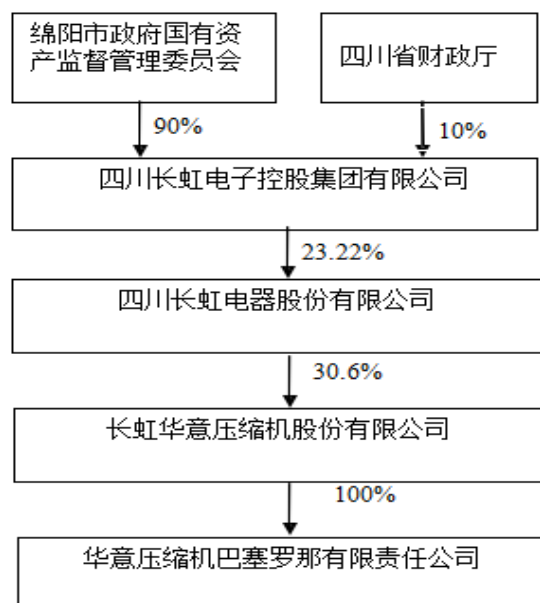 绵阳市政府国有资
产监督管理委员会
四川省财政厅
90%
10%
四川长虹电子控股集团有限公司
23.22%
四川长虹电器股份有限公司
30.6%
长虹华意压缩机股份有限公司
100%
华意压缩机巴塞罗那有限责任公司